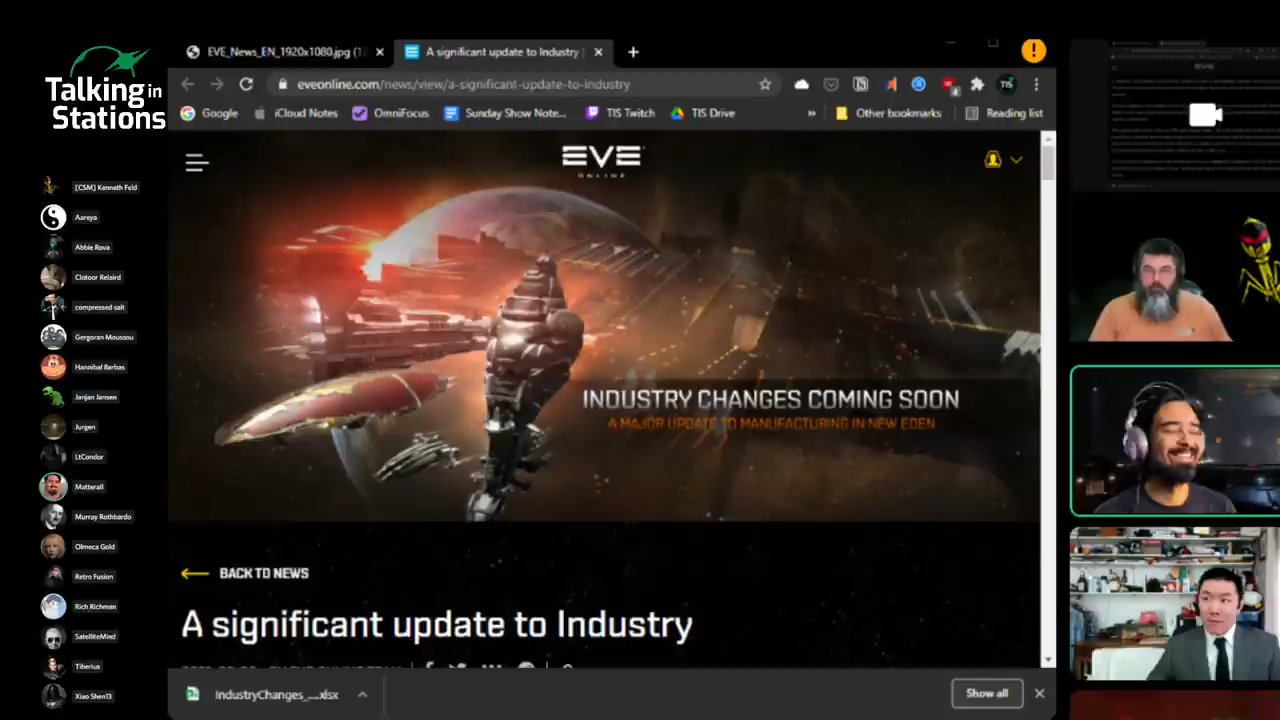 Talking in
Stations
[CSM] Kenneth Feld
Aareya
Abbie Rova
Clotoor Relaird
compressed salt
Gergoran Moussou
Hannibal Barbas
Janjan Jansen
Jurgen
LtCondor
Matterall
Murray Rothbardo
Olmeca Gold
Retro Fusion
Rich Richman
SatelliteMind
Tiberius
Xiao Shen13
EVE_News_EN_1920x1080.jpg (1
A significant update to Industry |
eveonline.com/news/view/a-significant-update-to-industry
TIS
Google
iCloud Notes
OmniFocus
Sunday Show Note...
TIS Twitch
TIS Drive
»
Other bookmarks
Reading list
EVE
ONLINE
INDUSTRY CHANGES COMING SOON
A MAJOR UPDATE TO MANUFACTURING IN NEW EDEN
BACK TO NEWS
A significant update to Industry
IndustryChanges_....xlsx
Show all